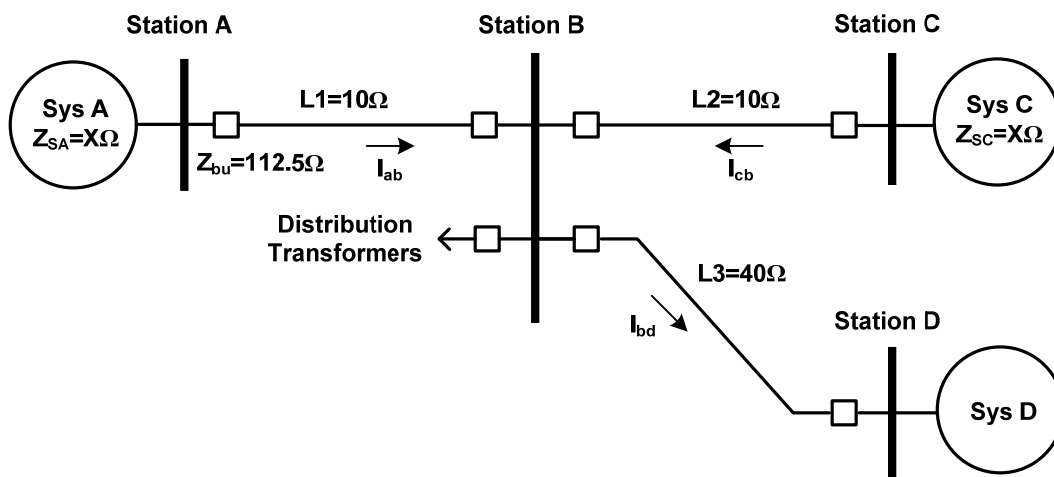 Station A
Station B
Station C
Sys A
Z_SA=XΩ
L1=10Ω
L2=10Ω
Sys C
Z_SC=XΩ
Z_bu=112.5Ω
I_ab
I_cb
Distribution
Transformers
L3=40Ω
I_bd
Station D
Sys D